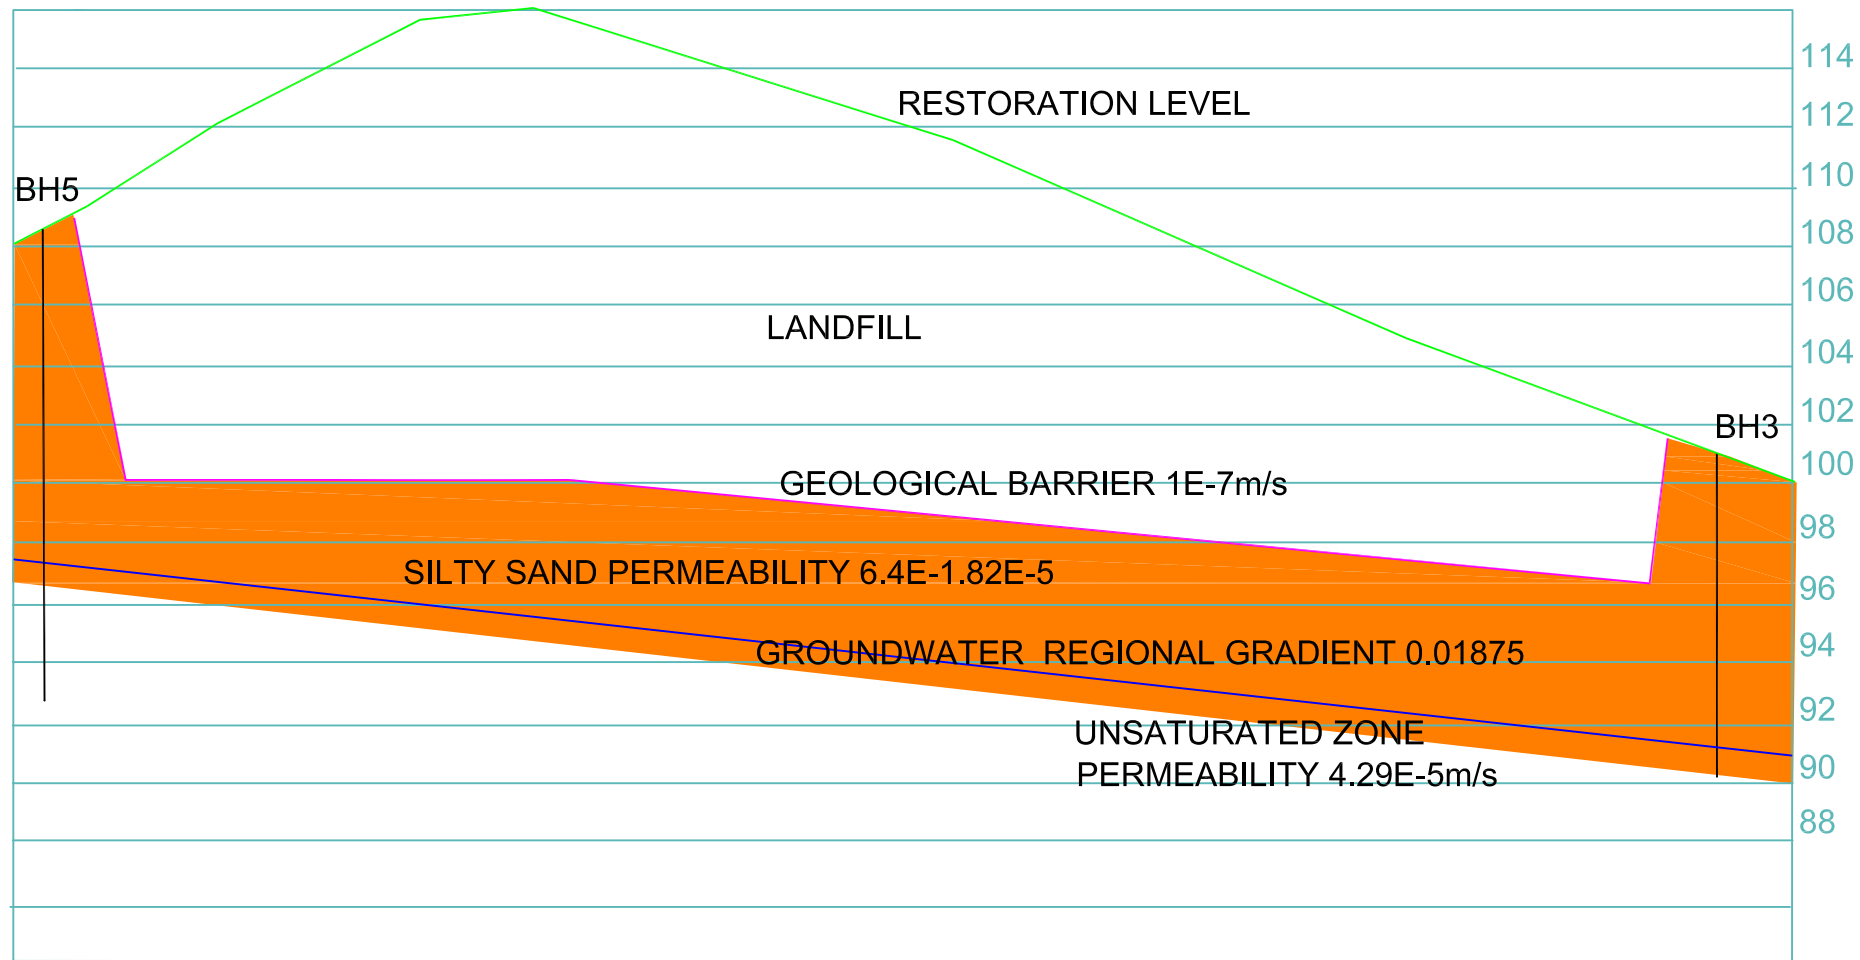 114
RESTORATION LEVEL
112
110
BH5
108
106
LANDFILL
104
102
BH3
100
GEOLOGICAL BARRIER 1E-7m/s
98
SILTY SAND PERMEABILITY 6.4E-1.82E-5
96
GROUNDWATER  REGIONAL GRADIENT 0.01875
94
92
UNSATURATED ZONE
PERMEABILITY 4.29E-5m/s
90
88